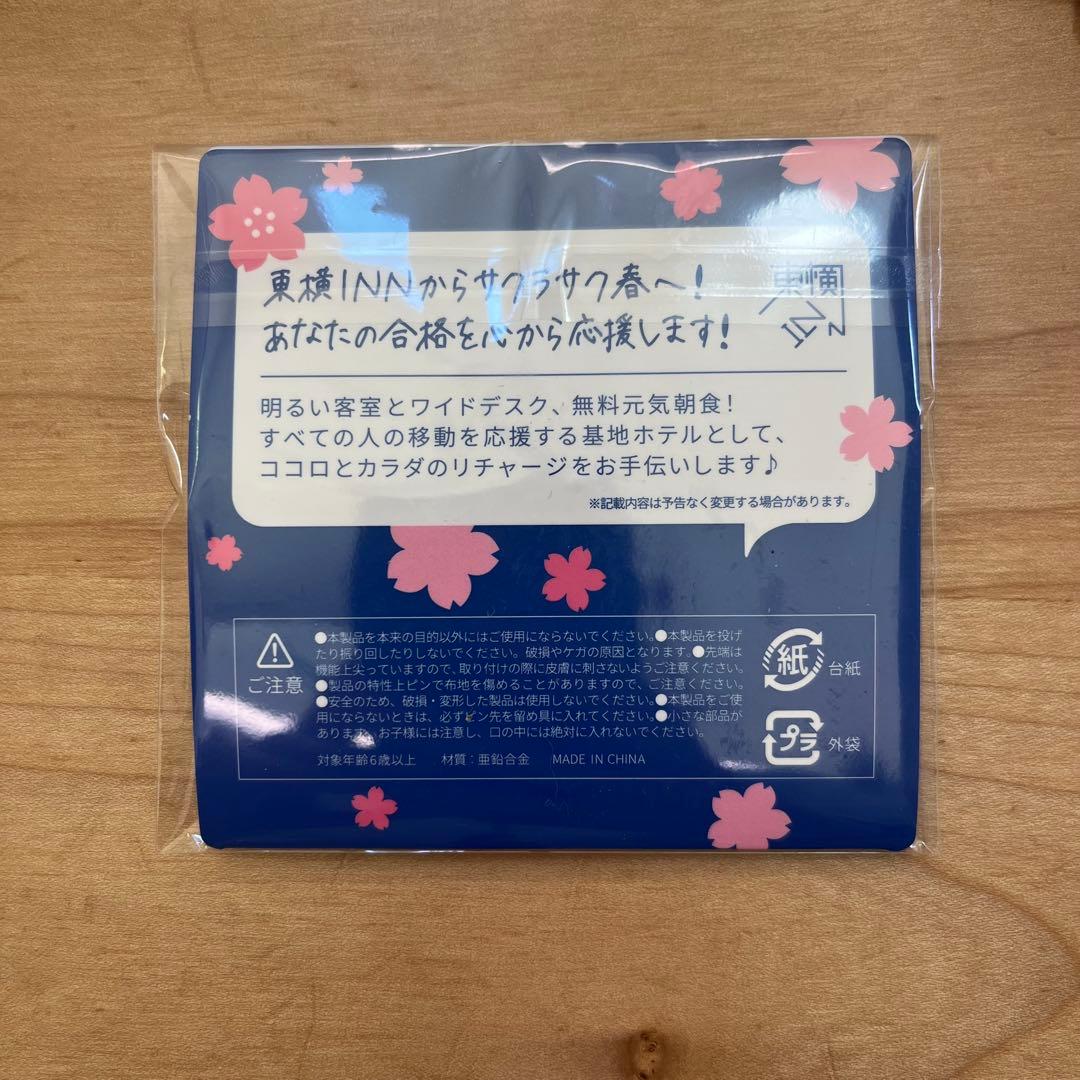 東横INNからサクラサク春へ!
あなたの合格を心から応援します!
東横
INN
明るい客室とワイドデスク、無料元気朝食!
すべての人の移動を応援する基地ホテルとして、
ココロとカラダのリチャージをお手伝いします♪
※記載内容は予告なく変更する場合があります。
ご注意
●本製品を本来の目的以外にはご使用にならないでください。●本製品を投げ
たり振り回したりしないでください。破損やケガの原因となります。●先端は
機能上尖っていますので、取り付けの際に皮膚に刺さないようご注意ください。
●製品の特性上ピンで布地を傷めることがありますので、ご注意ください。
●安全のため、破損・変形した製品は使用しないでください。●本製品をご使
用にならないときは、必ずピン先を留め具に入れてください。●小さな部品が
あります。お子様には注意し、口の中には絶対に入れないでください。
対象年齢6歳以上 材質：亜鉛合金 MADE IN CHINA
紙 台紙
プラ 外袋